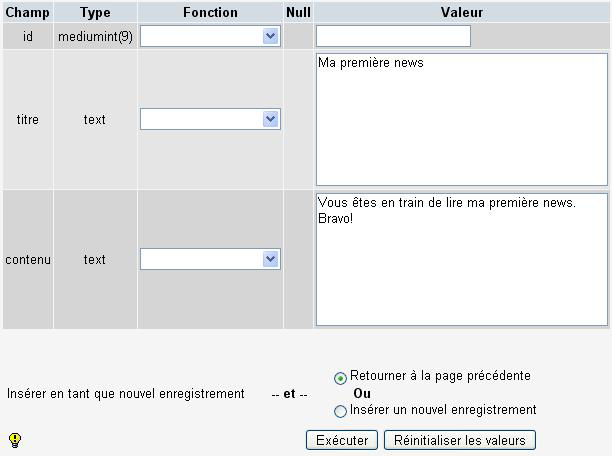 Champ Type Fonction Null Valeur
id mediumint(9)
titre text Ma première news
contenu text Vous êtes en train de lire ma première news.
Bravo!
Insérer en tant que nouvel enregistrement -- et -- Retourner à la page précédente
Ou
Insérer un nouvel enregistrement
Exécuter Réinitialiser les valeurs